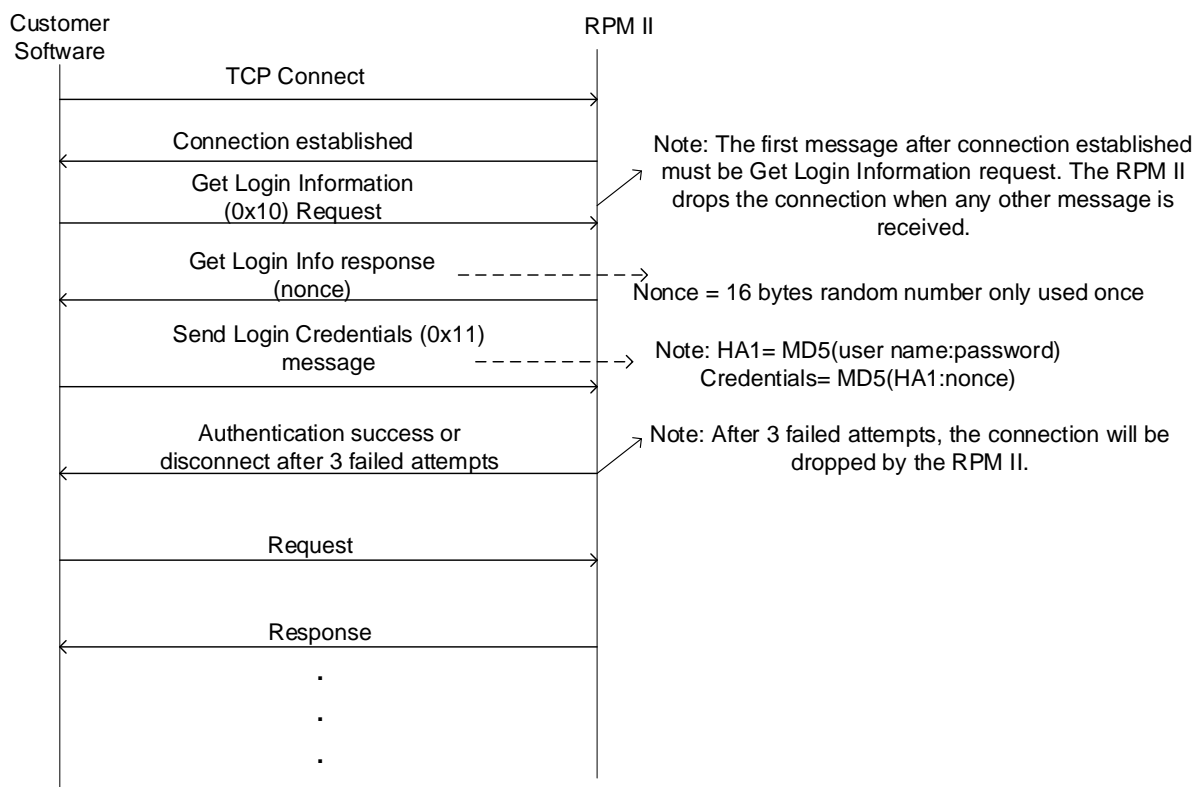 Customer
Software
RPM II
TCP Connect
Connection established
Note: The first message after connection established
must be Get Login Information request. The RPM II
drops the connection when any other message is
received.
Get Login Information
(0x10) Request
Get Login Info response
(nonce)
Nonce = 16 bytes random number only used once
Send Login Credentials (0x11)
message
Note: HA1= MD5(user name:password)
Credentials= MD5(HA1:nonce)
Authentication success or
disconnect after 3 failed attempts
Note: After 3 failed attempts, the connection will be
dropped by the RPM II.
Request
Response
.
.
.